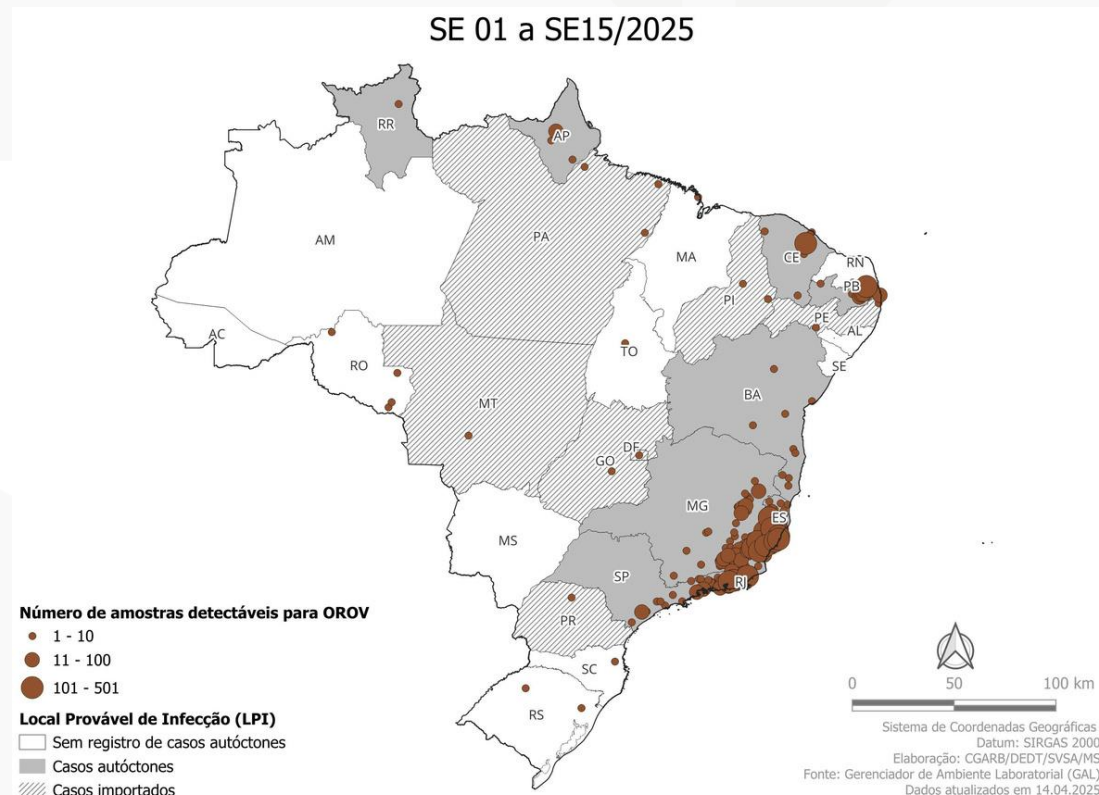 SE 01 a SE15/2025
RR
AP
AM
PA
MA
CE
RN
PB
PI
PE
AL
SE
AC
RO
TO
BA
MT
DF
GO
MG
ES
MS
SP
RJ
PR
SC
RS
Número de amostras detectáveis para OROV
1 - 10
11 - 100
101 - 501
Local Provável de Infecção (LPI)
Sem registro de casos autóctones
Casos autóctones
Casos importados
0 50 100 km
Sistema de Coordenadas Geográficas
Datum: SIRGAS 2000
Elaboração: CGARB/DEDT/SVSA/MS
Fonte: Gerenciador de Ambiente Laboratorial (GAL)
Dados atualizados em 14.04.2025